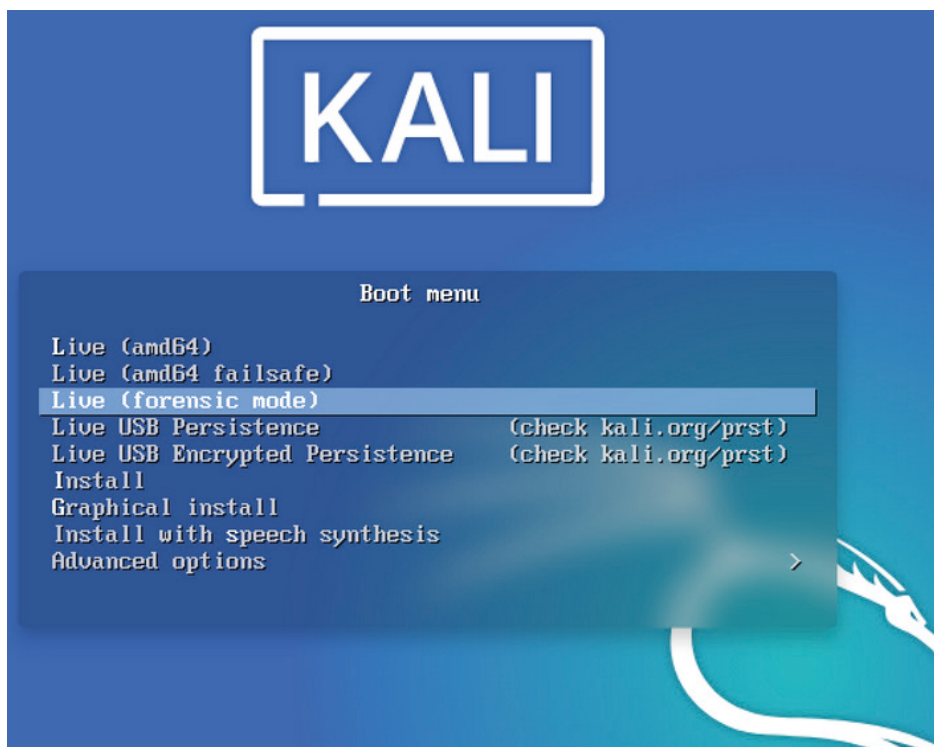 KALI
Boot menu
Live (amd64)
Live (amd64 failsafe)
Live (forensic mode)
Live USB Persistence (check kali.org/prst)
Live USB Encrypted Persistence (check kali.org/prst)
Install
Graphical install
Install with speech synthesis
Advanced options >